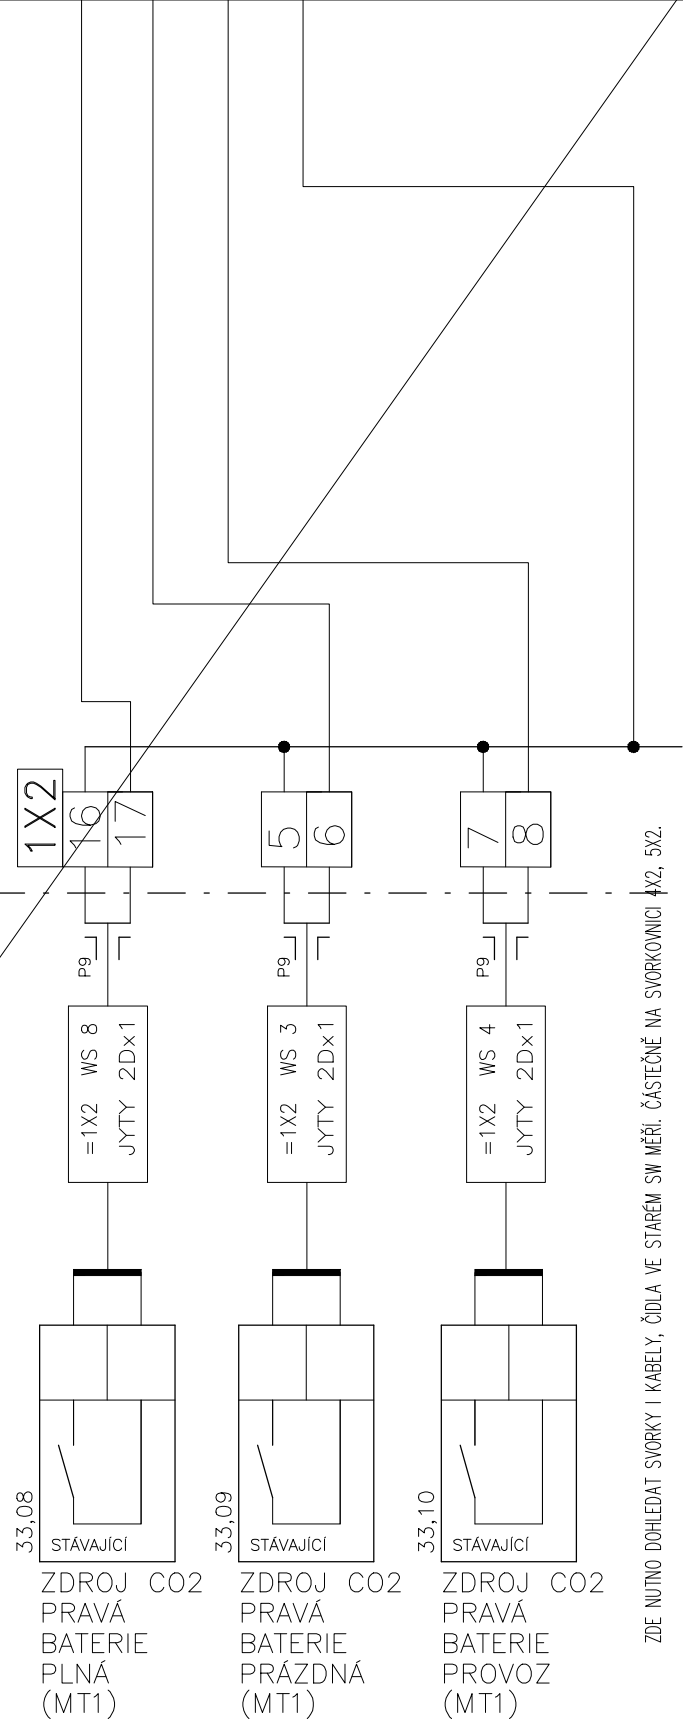 1X2
16
17
5
6
7
8
P9
P9
P9
=1X2 WS 8
JYTY 2Dx1
=1X2 WS 3
JYTY 2Dx1
=1X2 WS 4
JYTY 2Dx1
33,08
STÁVAJÍCÍ
ZDROJ CO2
PRAVÁ
BATERIE
PLNÁ
(MT1)
33,09
STÁVAJÍCÍ
ZDROJ CO2
PRAVÁ
BATERIE
PRÁZDNÁ
(MT1)
33,10
STÁVAJÍCÍ
ZDROJ CO2
PRAVÁ
BATERIE
PROVOZ
(MT1)
ZDE NUTNO DOHLEDAT SVORKY I KABELY, ČIDLA VE STARÉM SW MĚŘÍ. ČÁSTEČNĚ NA SVORKOVNICI 4X2, 5X2.